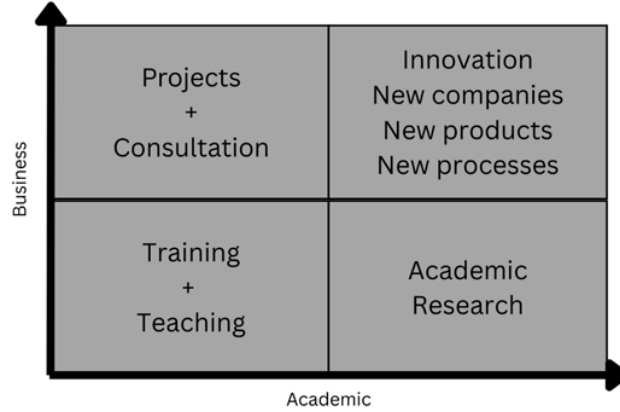 Projects
+
Consultation
Innovation
New companies
New products
New processes
Business
Training
+
Teaching
Academic
Research
Academic